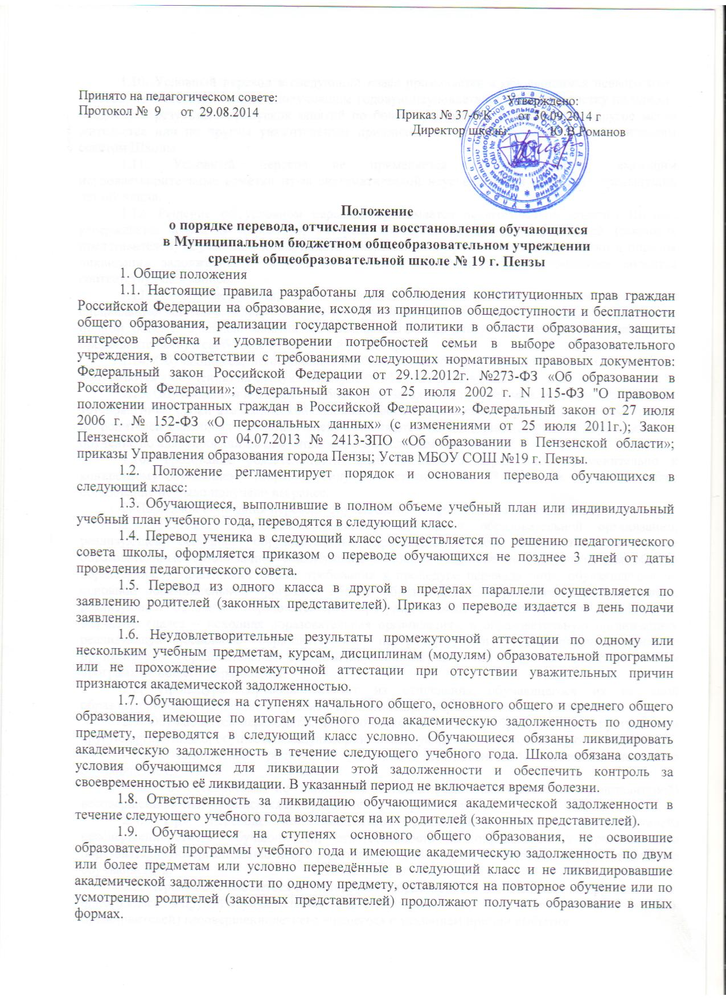 Принято на педагогическом совете:
Протокол № 9 от 29.08.2014
Утверждено:
Приказ № 37-6/К от 30.09.2014 г
Директор школы: Ю.В.Романов
Положение
о порядке перевода, отчисления и восстановления обучающихся
в Муниципальном бюджетном общеобразовательном учреждении
средней общеобразовательной школе № 19 г. Пензы
1. Общие положения
1.1. Настоящие правила разработаны для соблюдения конституционных прав граждан
Российской Федерации на образование, исходя из принципов общедоступности и бесплатности
общего образования, реализации государственной политики в области образования, защиты
интересов ребенка и удовлетворении потребностей семьи в выборе образовательного
учреждения, в соответствии с требованиями следующих нормативных правовых документов:
Федеральный закон Российской Федерации от 29.12.2012г. №273-ФЗ «Об образовании в
Российской Федерации»; Федеральный закон от 25 июля 2002 г. N 115-ФЗ "О правовом
положении иностранных граждан в Российской Федерации»; Федеральный закон от 27 июля
2006 г. № 152-ФЗ «О персональных данных» (с изменениями от 25 июля 2011г.); Закон
Пензенской области от 04.07.2013 № 2413-ЗПО «Об образовании в Пензенской области»;
приказы Управления образования города Пензы; Устав МБОУ СОШ №19 г. Пензы.
1.2. Положение регламентирует порядок и основания перевода обучающихся в
следующий класс:
1.3. Обучающиеся, выполнившие в полном объеме учебный план или индивидуальный
учебный план учебного года, переводятся в следующий класс.
1.4. Перевод ученика в следующий класс осуществляется по решению педагогического
совета школы, оформляется приказом о переводе обучающихся не позднее 3 дней от даты
проведения педагогического совета.
1.5. Перевод из одного класса в другой в пределах параллели осуществляется по
заявлению родителей (законных представителей). Приказ о переводе издается в день подачи
заявления.
1.6. Неудовлетворительные результаты промежуточной аттестации по одному или
нескольким учебным предметам, курсам, дисциплинам (модулям) образовательной программы
или не прохождение промежуточной аттестации при отсутствии уважительных причин
признаются академической задолженностью.
1.7. Обучающиеся на ступенях начального общего, основного общего и среднего общего
образования, имеющие по итогам учебного года академическую задолженность по одному
предмету, переводятся в следующий класс условно. Обучающиеся обязаны ликвидировать
академическую задолженность в течение следующего учебного года. Школа обязана создать
условия обучающимся для ликвидации этой задолженности и обеспечить контроль за
своевременностью её ликвидации. В указанный период не включается время болезни.
1.8. Ответственность за ликвидацию обучающимися академической задолженности в
течение следующего учебного года возлагается на их родителей (законных представителей).
1.9. Обучающиеся на ступенях основного общего образования, не освоившие
образовательной программы учебного года и имеющие академическую задолженность по двум
или более предметам или условно переведённые в следующий класс и не ликвидировавшие
академической задолженности по одному предмету, оставляются на повторное обучение или по
усмотрению родителей (законных представителей) продолжают получать образование в иных
формах.